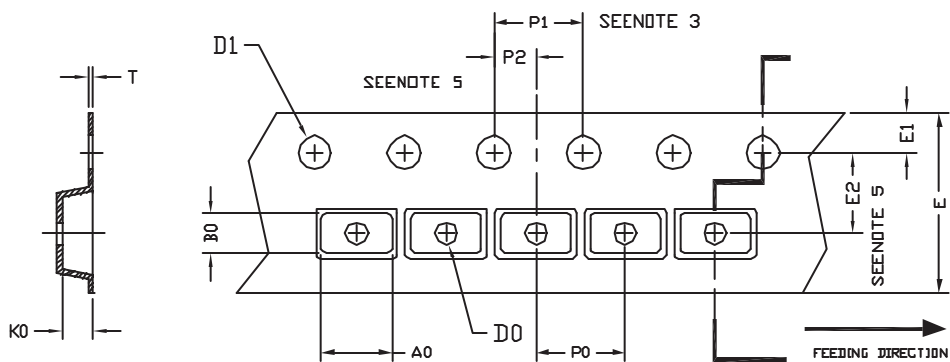 P1
SEENOTE 3
D1
P2
T
SEENOTE 5
E1
E2
E
B0
SEENOTE 5
K0
A0
D0
P0
FEEDING DIRECTION